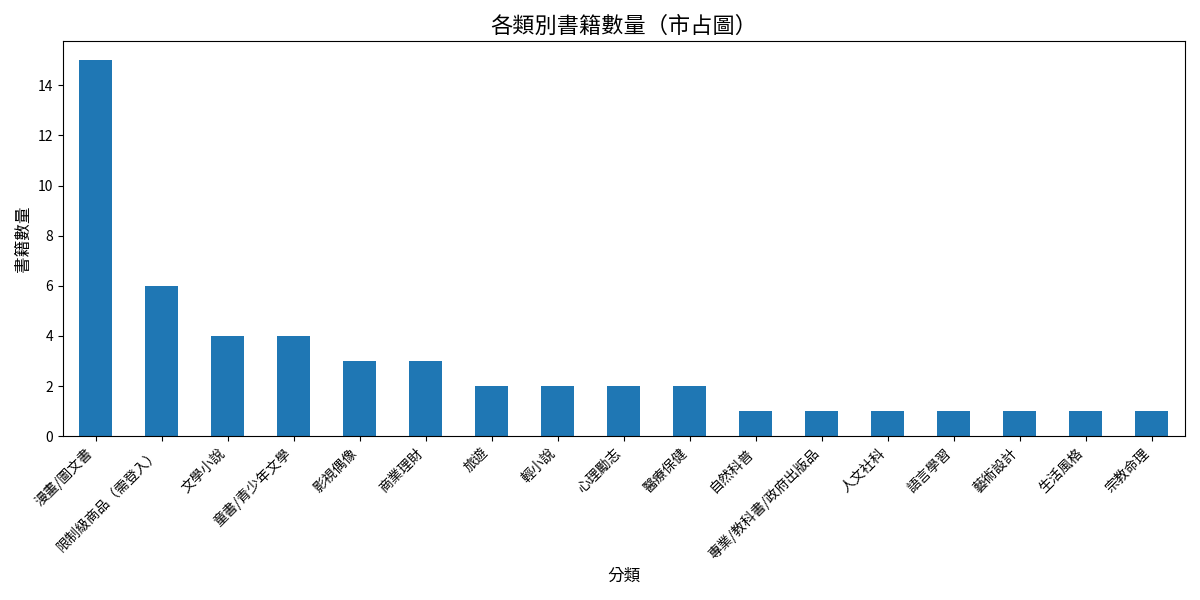 各類別書籍數量（市占圖）
書籍數量
14
12
10
8
6
4
2
0
漫畫/圖文書
限制級商品（需登入）
文學小說
童書/青少年文學
影視偶像
商業理財
旅遊
輕小說
心理勵志
醫療保健
自然科普
專業/教科書/政府出版品
人文社科
語言學習
藝術設計
生活風格
宗教命理
分類